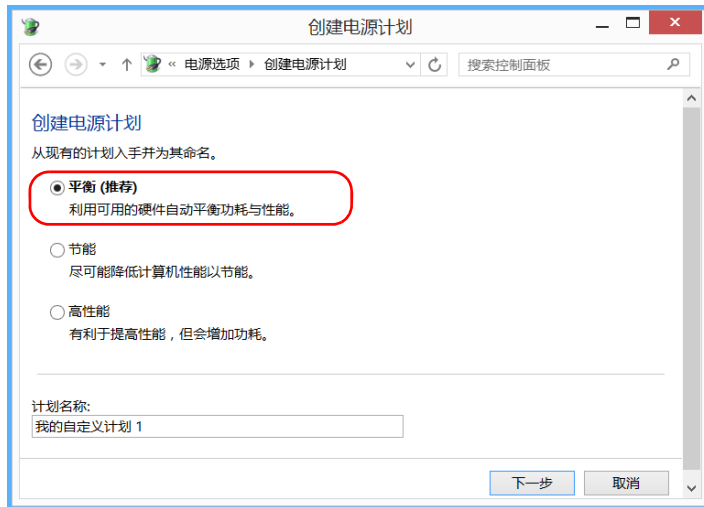 创建电源计划
« 电源选项 ▸ 创建电源计划
搜索控制面板
创建电源计划
从现有的计划入手并为其命名。
平衡 (推荐)
利用可用的硬件自动平衡功耗与性能。
节能
尽可能降低计算机性能以节能。
高性能
有利于提高性能，但会增加功耗。
计划名称:
我的自定义计划 1
下一步
取消